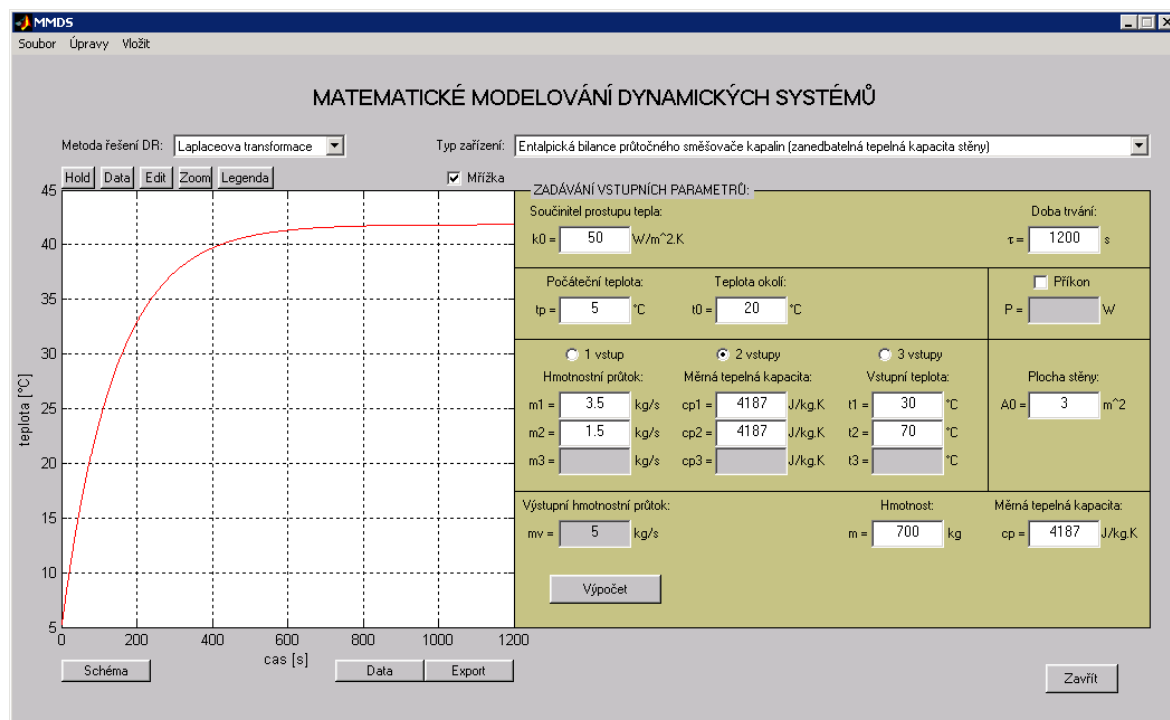 MMDS
Soubor Úpravy Vložit
MATEMATICKÉ MODELOVÁNÍ DYNAMICKÝCH SYSTÉMŮ
Metoda řešení DR: Laplaceova transformace Typ zařízení: Entalpická bilance průtočného směšovače kapalin (zanedbatelná tepelná kapacita stěny)
Hold Data Edit Zoom Legenda Mřížka
ZADÁVÁNÍ VSTUPNÍCH PARAMETRŮ:
Součinitel prostupu tepla: Doba trvání:
k0 = 50 W/m^2.K τ = 1200 s
Počáteční teplota: Teplota okolí: Příkon
tp = 5 °C t0 = 20 °C P = W
1 vstup 2 vstupy 3 vstupy
Hmotnostní průtok: Měrná tepelná kapacita: Vstupní teplota: Plocha stěny:
m1 = 3.5 kg/s cp1 = 4187 J/kg.K t1 = 30 °C A0 = 3 m^2
m2 = 1.5 kg/s cp2 = 4187 J/kg.K t2 = 70 °C
m3 = kg/s cp3 = J/kg.K t3 = °C
Výstupní hmotnostní průtok: Hmotnost: Měrná tepelná kapacita:
mv = 5 kg/s m = 700 kg cp = 4187 J/kg.K
Výpočet
45
40
35
30
25
20
15
10
5
teplota [°C]
0 200 400 600 800 1000 1200
cas [s]
Schéma Data Export Zavřít